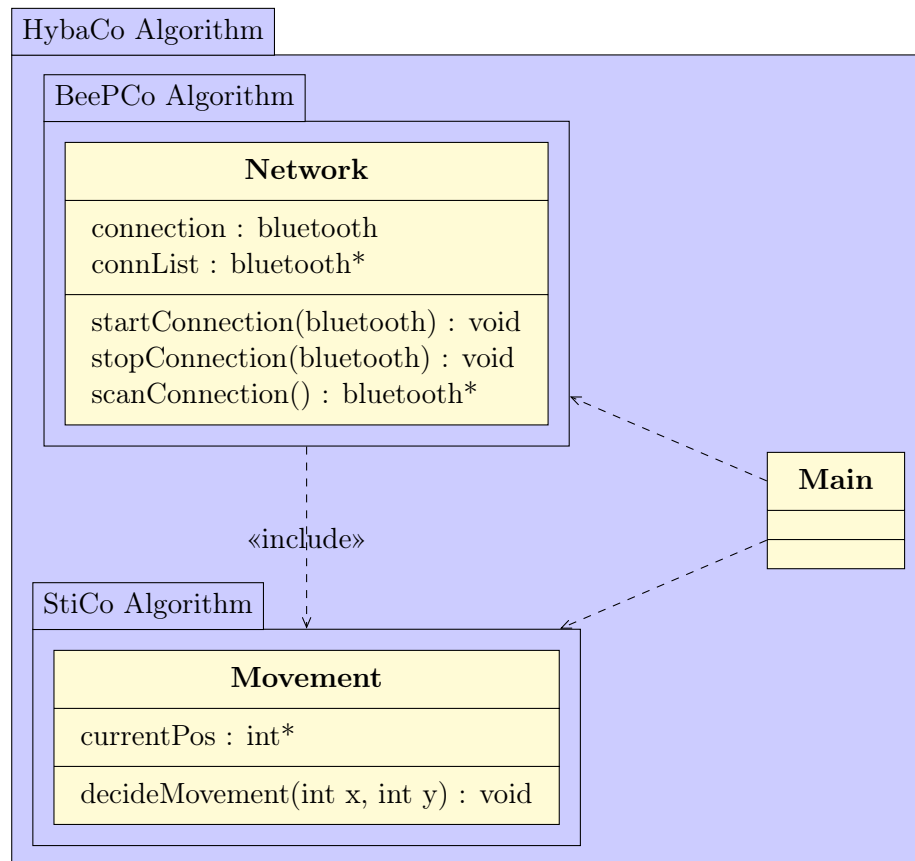 HybaCo Algorithm
BeePCo Algorithm
Network
connection : bluetooth
connList : bluetooth*
startConnection(bluetooth) : void
stopConnection(bluetooth) : void
scanConnection() : bluetooth*
Main
«include»
StiCo Algorithm
Movement
currentPos : int*
decideMovement(int x, int y) : void